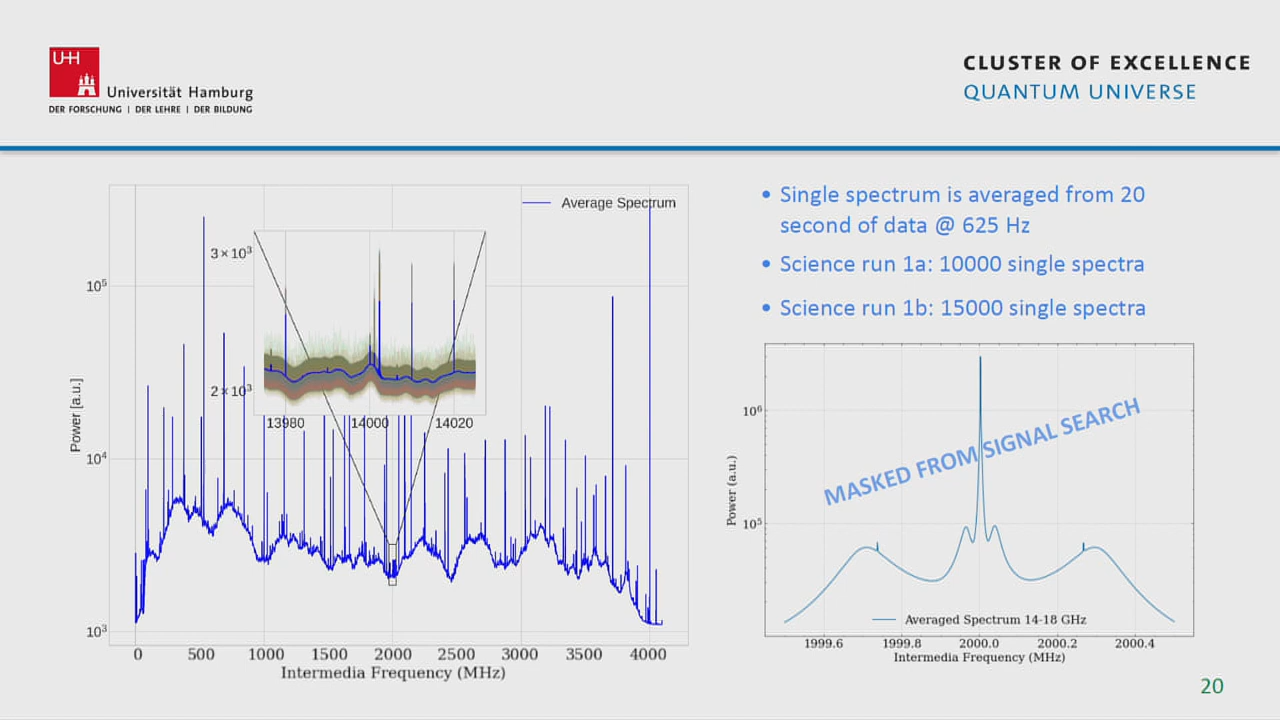 UHH
Universität Hamburg
DER FORSCHUNG | DER LEHRE | DER BILDUNG
CLUSTER OF EXCELLENCE
QUANTUM UNIVERSE
Average Spectrum
3×10³
2×10³
13980 14000 14020
10⁵
10⁴
10³
Power [a.u.]
0 500 1000 1500 2000 2500 3000 3500 4000
Intermedia Frequency (MHz)
• Single spectrum is averaged from 20
second of data @ 625 Hz
• Science run 1a: 10000 single spectra
• Science run 1b: 15000 single spectra
10⁶
10⁵
Power (a.u.)
MASKED FROM SIGNAL SEARCH
Averaged Spectrum 14-18 GHz
1999.6 1999.8 2000.0 2000.2 2000.4
Intermedia Frequency (MHz)
20